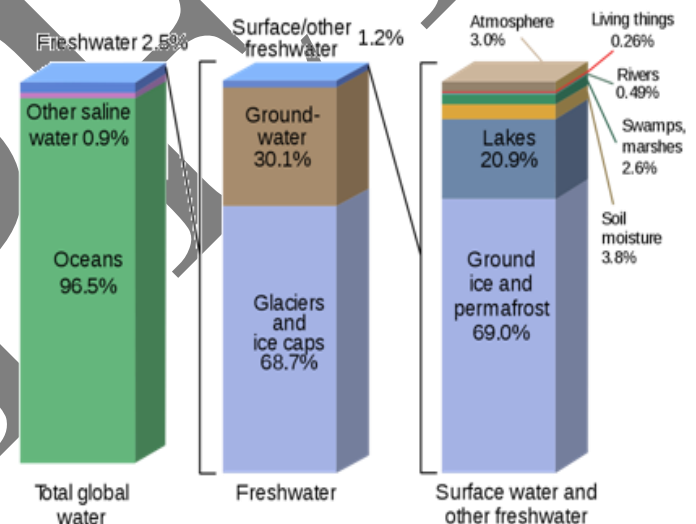 Freshwater 2.5%
Other saline
water 0.9%
Oceans
96.5%
Total global
water
Surface/other
freshwater
1.2%
Ground-
water
30.1%
Glaciers
and
ice caps
68.7%
Freshwater
Atmosphere
3.0%
Living things
0.26%
Rivers
0.49%
Swamps,
marshes
2.6%
Soil
moisture
3.8%
Lakes
20.9%
Ground
ice and
permafrost
69.0%
Surface water and
other freshwater